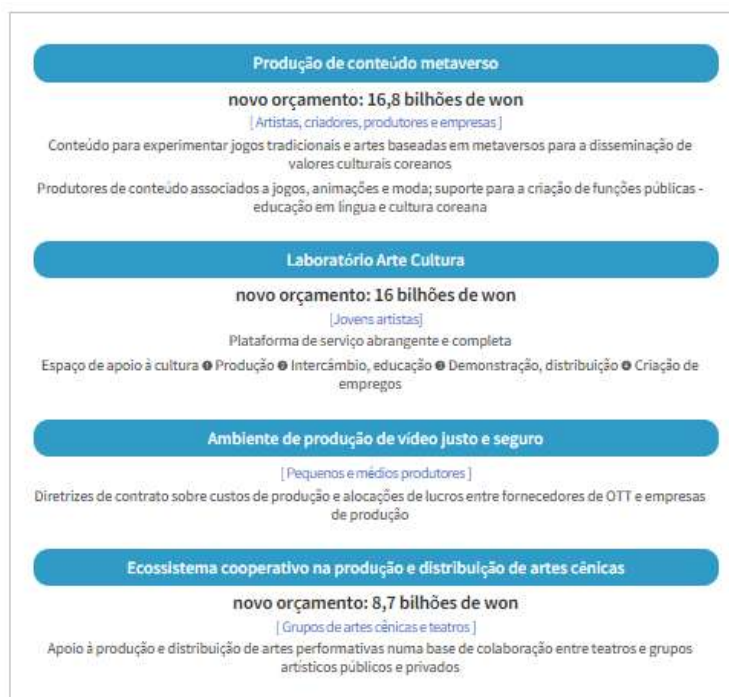 Produção de conteúdo metaverso
novo orçamento: 16,8 bilhões de won
[ Artistas, criadores, produtores e empresas ]
Conteúdo para experimentar jogos tradicionais e artes baseadas em metaversos para a disseminação de
valores culturais coreanos
Produtores de conteúdo associados a jogos, animações e moda; suporte para a criação de funções públicas -
educação em língua e cultura coreana
Laboratório Arte Cultura
novo orçamento: 16 bilhões de won
[Jovens artistas]
Plataforma de serviço abrangente e completa
Espaço de apoio à cultura ❶ Produção ❷ Intercâmbio, educação ❸ Demonstração, distribuição ❹ Criação de
empregos
Ambiente de produção de vídeo justo e seguro
[ Pequenos e médios produtores ]
Diretrizes de contrato sobre custos de produção e alocações de lucros entre fornecedores de OTT e empresas
de produção
Ecossistema cooperativo na produção e distribuição de artes cênicas
novo orçamento: 8,7 bilhões de won
[ Grupos de artes cênicas e teatros ]
Apoio à produção e distribuição de artes performativas numa base de colaboração entre teatros e grupos
artísticos públicos e privados